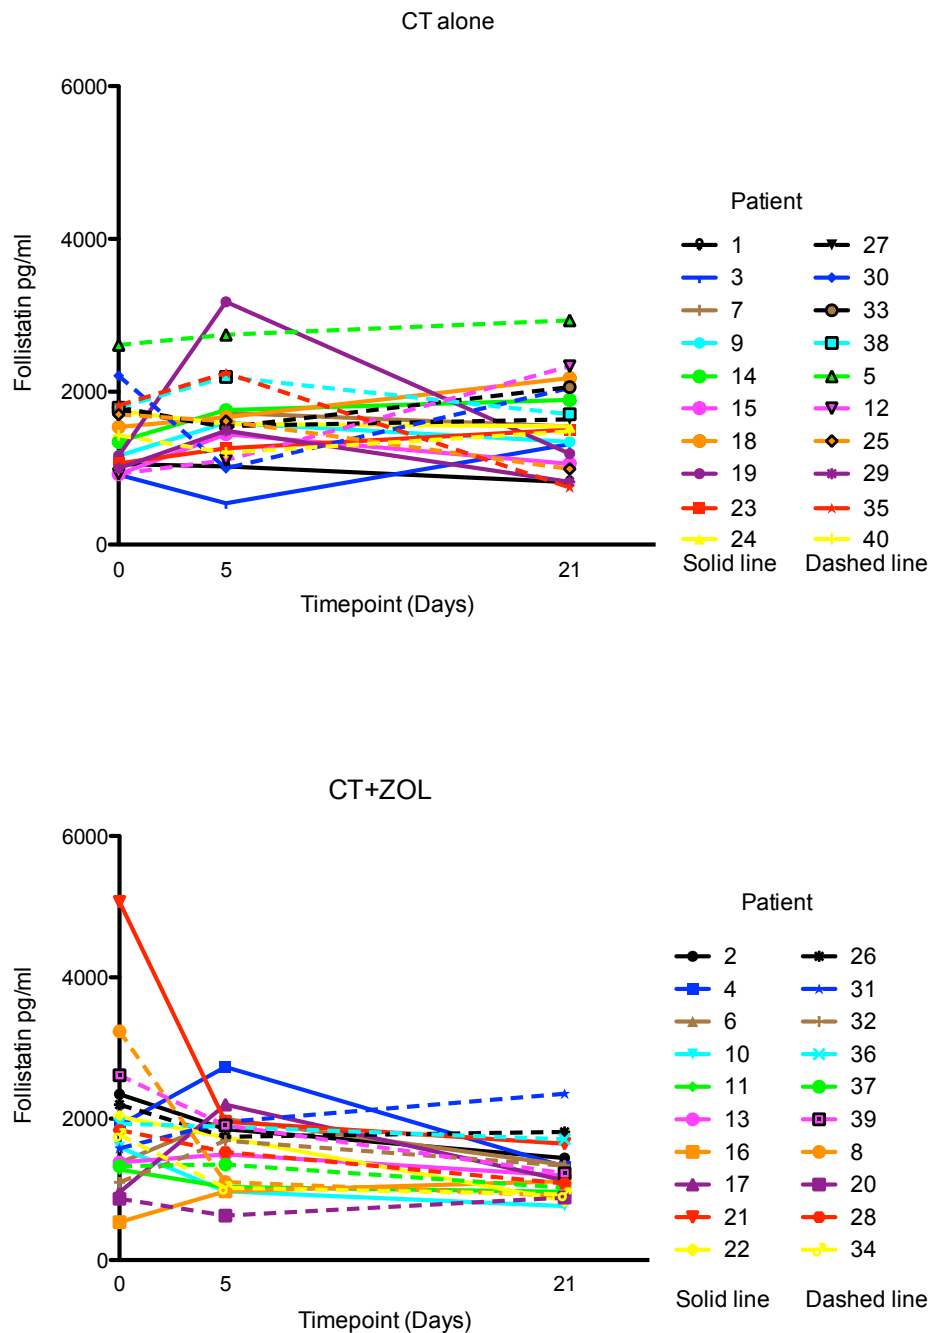 CT alone
6000
4000
2000
0
Follistatin pg/ml
0 5 21
Timepoint (Days)
Patient
1 27
3 30
7 33
9 38
14 5
15 12
18 25
19 29
23 35
24 40
Solid line Dashed line
CT+ZOL
6000
4000
2000
0
Follistatin pg/ml
0 5 21
Timepoint (Days)
Patient
2 26
4 31
6 32
10 36
11 37
13 39
16 8
17 20
21 28
22 34
Solid line Dashed line